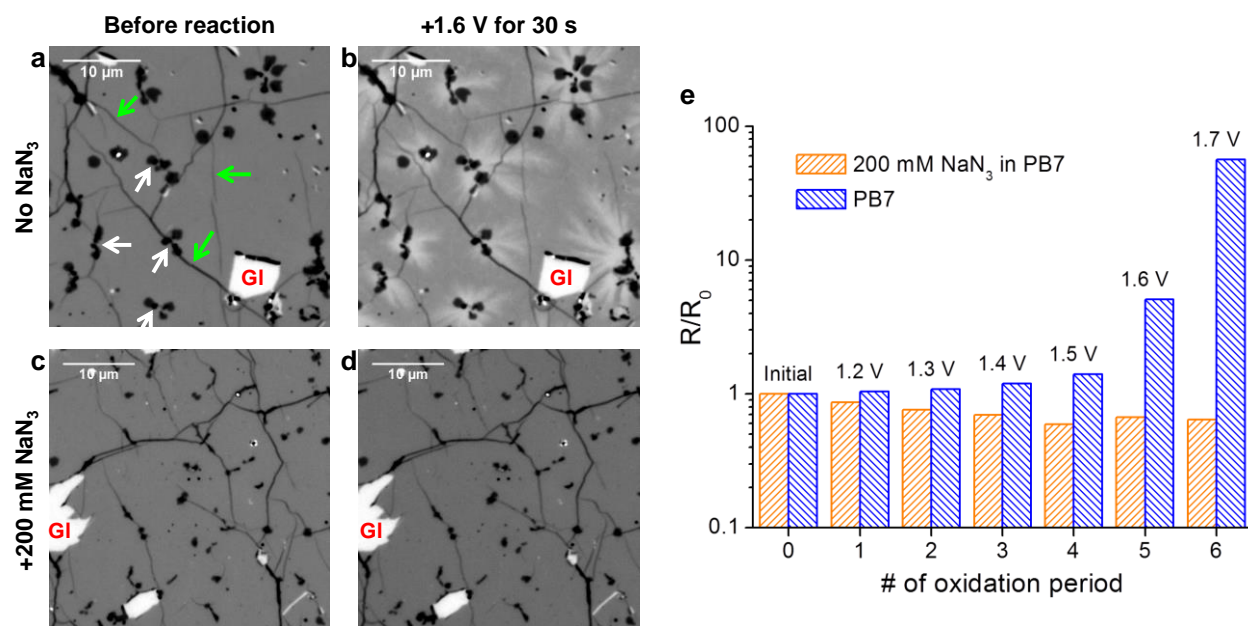 Before reaction
+1.6 V for 30 s
No NaN₃
a
10 µm
GI
b
10 µm
GI
+200 mM NaN₃
c
10 µm
GI
d
10 µm
GI
e
R/R₀
100
10
1
0.1
200 mM NaN₃ in PB7
PB7
Initial
1.2 V
1.3 V
1.4 V
1.5 V
1.6 V
1.7 V
0 1 2 3 4 5 6
# of oxidation period